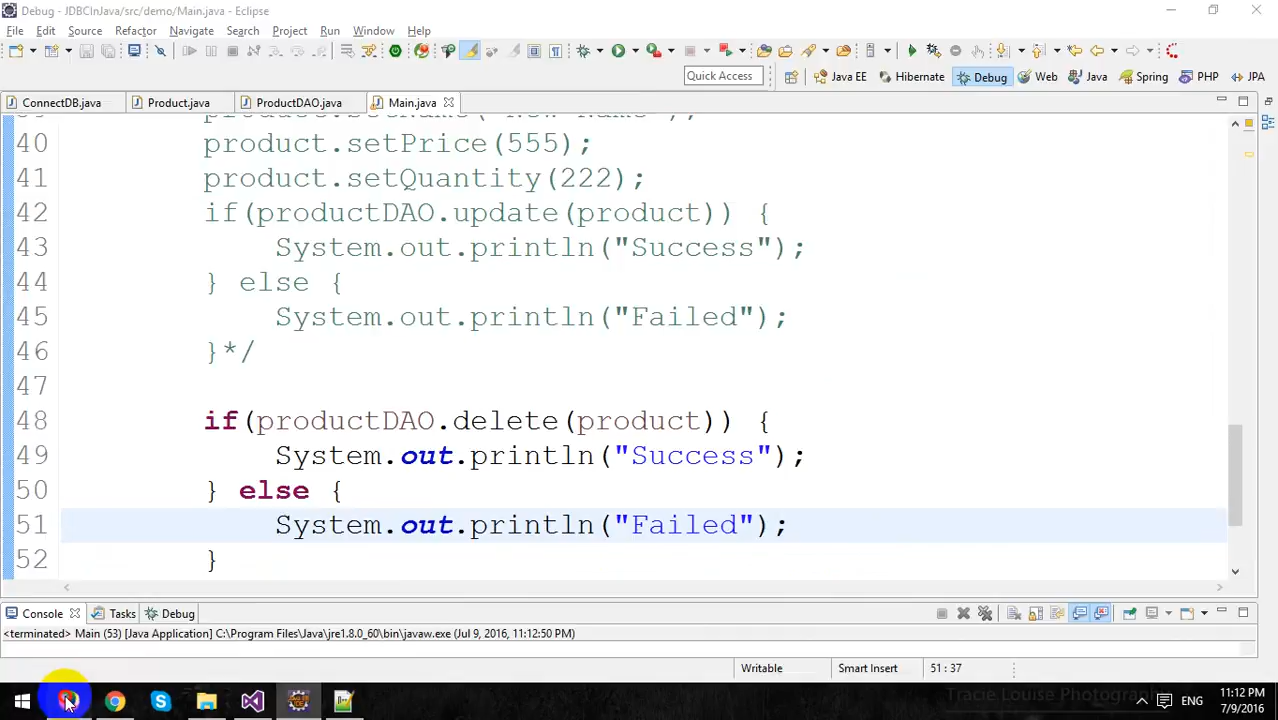 Debug - JDBCInJava/src/demo/Main.java - Eclipse
File Edit Source Refactor Navigate Search Project Run Window Help
Quick Access Java EE Hibernate Debug Web Java Spring PHP JPA
ConnectDB.java Product.java ProductDAO.java Main.java
40 product.setPrice(555);
41 product.setQuantity(222);
42 if(productDAO.update(product)) {
43 System.out.println("Success");
44 } else {
45 System.out.println("Failed");
46 }*/
47
48 if(productDAO.delete(product)) {
49 System.out.println("Success");
50 } else {
51 System.out.println("Failed");
52 }
Console Tasks Debug
<terminated> Main (53) [Java Application] C:\Program Files\Java\jre1.8.0_60\bin\javaw.exe (Jul 9, 2016, 11:12:50 PM)
Writable Smart Insert 51 : 37
Tracie Louise Photography
ENG 11:12 PM
7/9/2016